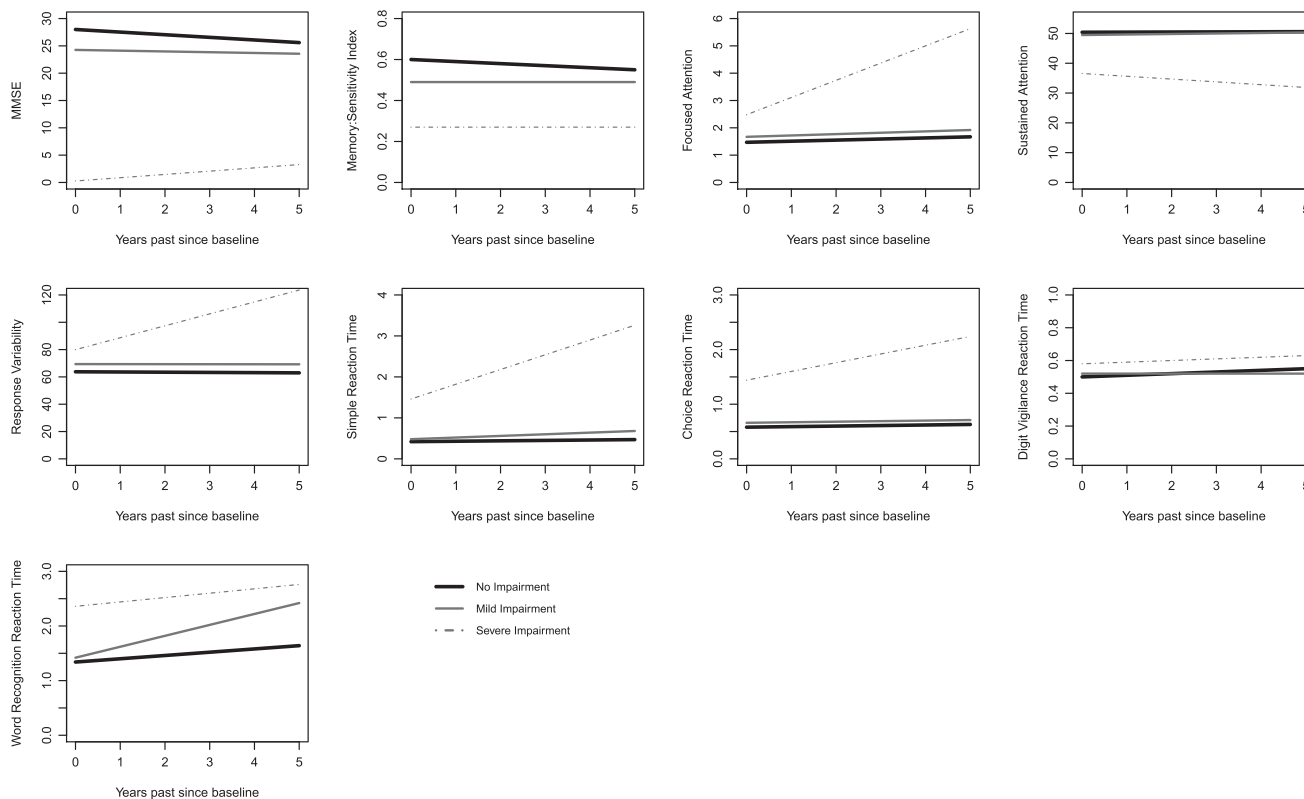 MMSE
30
25
20
15
10
5
0
0 1 2 3 4 5
Years past since baseline
Memory:Sensitivity Index
0.8
0.6
0.4
0.2
0.0
0 1 2 3 4 5
Years past since baseline
Focused Attention
6
5
4
3
2
1
0
0 1 2 3 4 5
Years past since baseline
Sustained Attention
50
40
30
20
10
0
0 1 2 3 4 5
Years past since baseline
Response Variability
120
80
60
40
20
0
0 1 2 3 4 5
Years past since baseline
Simple Reaction Time
4
3
2
1
0
0 1 2 3 4 5
Years past since baseline
Choice Reaction Time
3.0
2.0
1.0
0.0
0 1 2 3 4 5
Years past since baseline
Digit Vigilance Reaction Time
1.0
0.8
0.6
0.4
0.2
0.0
0 1 2 3 4 5
Years past since baseline
Word Recognition Reaction Time
3.0
2.0
1.0
0.0
0 1 2 3 4 5
Years past since baseline
No Impairment
Mild Impairment
Severe Impairment